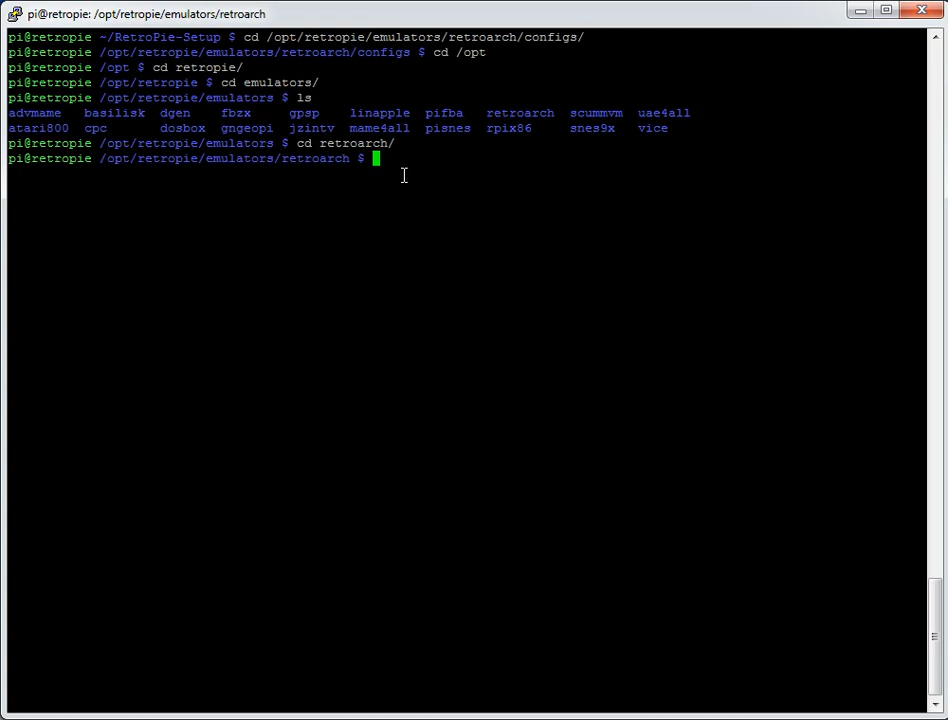 pi@retropie: /opt/retropie/emulators/retroarch
pi@retropie ~/RetroPie-Setup $ cd /opt/retropie/emulators/retroarch/configs/
pi@retropie /opt/retropie/emulators/retroarch/configs $ cd /opt
pi@retropie /opt $ cd retropie/
pi@retropie /opt/retropie $ cd emulators/
pi@retropie /opt/retropie/emulators $ ls
advmame basilisk dgen fbzx gpsp linapple pifba retroarch scummvm uae4all
atari800 cpc dosbox gngeopi jzintv mame4all pisnes rpix86 snes9x vice
pi@retropie /opt/retropie/emulators $ cd retroarch/
pi@retropie /opt/retropie/emulators/retroarch $